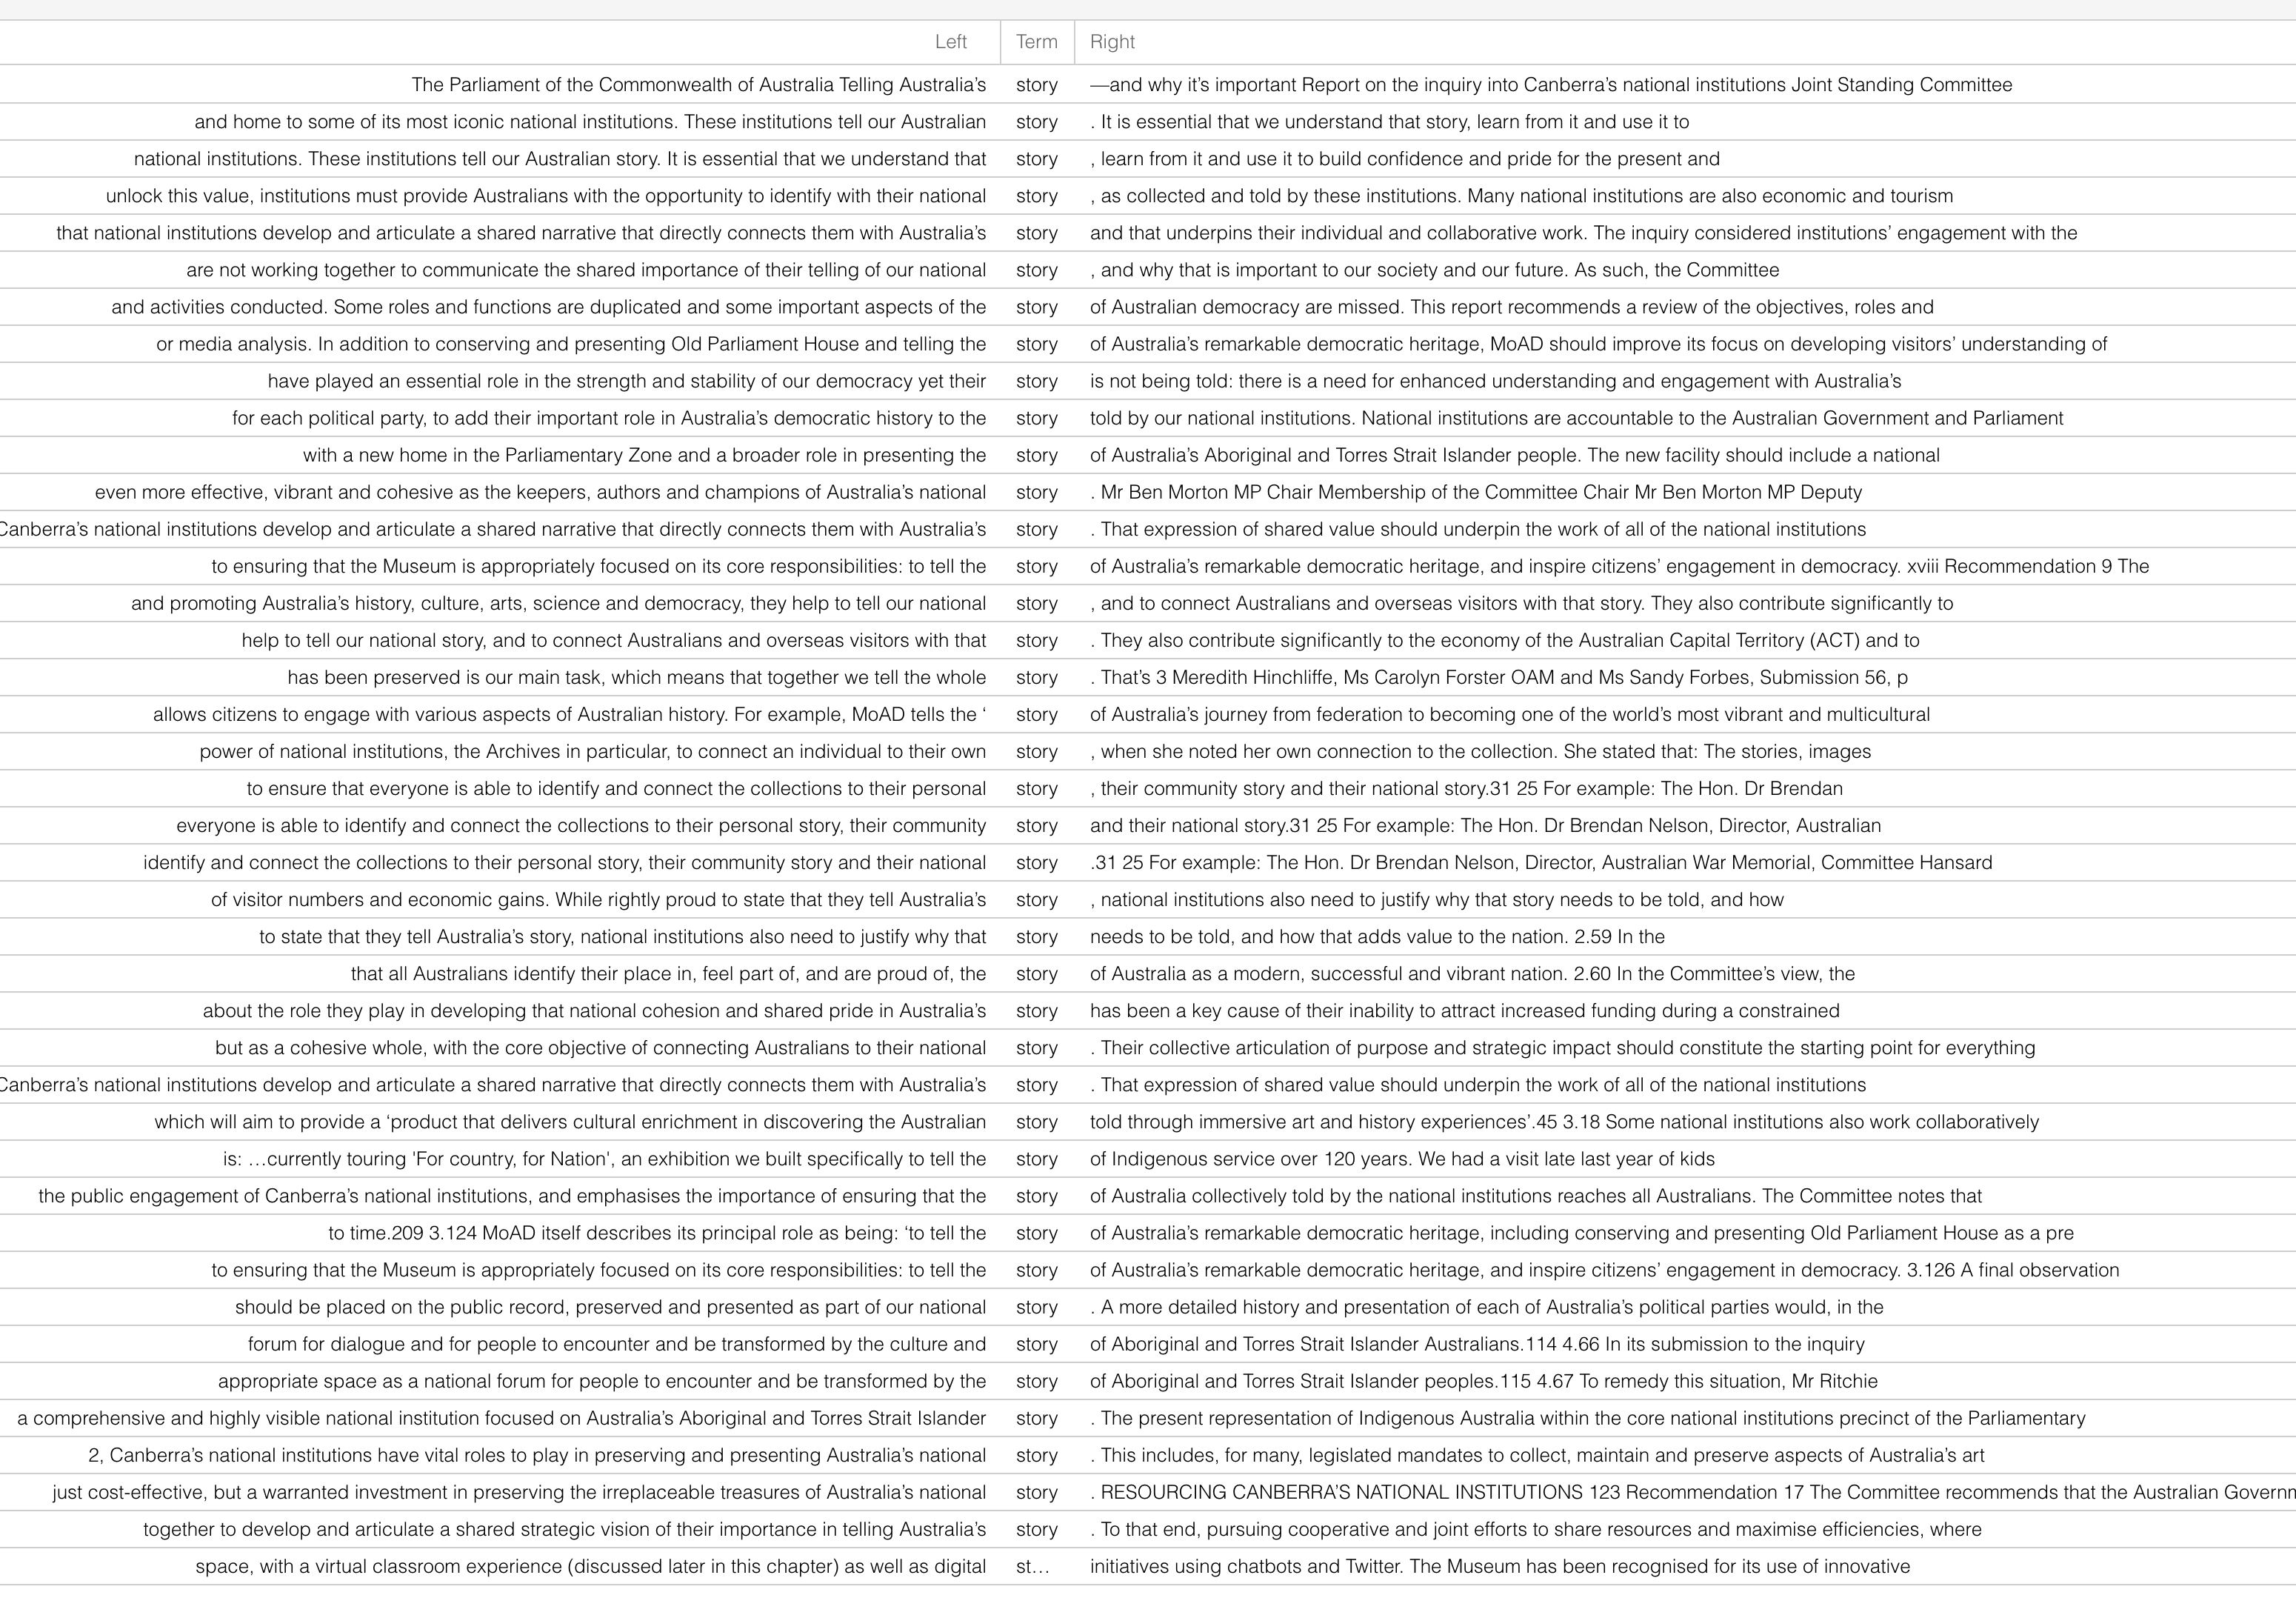 Left Term Right
The Parliament of the Commonwealth of Australia Telling Australia’s story —and why it’s important Report on the inquiry into Canberra’s national institutions Joint Standing Committee
and home to some of its most iconic national institutions. These institutions tell our Australian story . It is essential that we understand that story, learn from it and use it to
national institutions. These institutions tell our Australian story. It is essential that we understand that story , learn from it and use it to build confidence and pride for the present and
unlock this value, institutions must provide Australians with the opportunity to identify with their national story , as collected and told by these institutions. Many national institutions are also economic and tourism
that national institutions develop and articulate a shared narrative that directly connects them with Australia’s story and that underpins their individual and collaborative work. The inquiry considered institutions’ engagement with the
are not working together to communicate the shared importance of their telling of our national story , and why that is important to our society and our future. As such, the Committee
and activities conducted. Some roles and functions are duplicated and some important aspects of the story of Australian democracy are missed. This report recommends a review of the objectives, roles and
or media analysis. In addition to conserving and presenting Old Parliament House and telling the story of Australia’s remarkable democratic heritage, MoAD should improve its focus on developing visitors’ understanding of
have played an essential role in the strength and stability of our democracy yet their story is not being told: there is a need for enhanced understanding and engagement with Australia’s
for each political party, to add their important role in Australia’s democratic history to the story told by our national institutions. National institutions are accountable to the Australian Government and Parliament
with a new home in the Parliamentary Zone and a broader role in presenting the story of Australia’s Aboriginal and Torres Strait Islander people. The new facility should include a national
even more effective, vibrant and cohesive as the keepers, authors and champions of Australia’s national story . Mr Ben Morton MP Chair Membership of the Committee Chair Mr Ben Morton MP Deputy
Canberra’s national institutions develop and articulate a shared narrative that directly connects them with Australia’s story . That expression of shared value should underpin the work of all of the national institutions
to ensuring that the Museum is appropriately focused on its core responsibilities: to tell the story of Australia’s remarkable democratic heritage, and inspire citizens’ engagement in democracy. xviii Recommendation 9 The
and promoting Australia’s history, culture, arts, science and democracy, they help to tell our national story , and to connect Australians and overseas visitors with that story. They also contribute significantly to
help to tell our national story, and to connect Australians and overseas visitors with that story . They also contribute significantly to the economy of the Australian Capital Territory (ACT) and to
has been preserved is our main task, which means that together we tell the whole story . That’s 3 Meredith Hinchliffe, Ms Carolyn Forster OAM and Ms Sandy Forbes, Submission 56, p
allows citizens to engage with various aspects of Australian history. For example, MoAD tells the ‘ story of Australia’s journey from federation to becoming one of the world’s most vibrant and multicultural
power of national institutions, the Archives in particular, to connect an individual to their own story , when she noted her own connection to the collection. She stated that: The stories, images
to ensure that everyone is able to identify and connect the collections to their personal story , their community story and their national story.31 25 For example: The Hon. Dr Brendan
everyone is able to identify and connect the collections to their personal story, their community story and their national story.31 25 For example: The Hon. Dr Brendan Nelson, Director, Australian
identify and connect the collections to their personal story, their community story and their national story .31 25 For example: The Hon. Dr Brendan Nelson, Director, Australian War Memorial, Committee Hansard
of visitor numbers and economic gains. While rightly proud to state that they tell Australia’s story , national institutions also need to justify why that story needs to be told, and how
to state that they tell Australia’s story, national institutions also need to justify why that story needs to be told, and how that adds value to the nation. 2.59 In the
that all Australians identify their place in, feel part of, and are proud of, the story of Australia as a modern, successful and vibrant nation. 2.60 In the Committee’s view, the
about the role they play in developing that national cohesion and shared pride in Australia’s story has been a key cause of their inability to attract increased funding during a constrained
but as a cohesive whole, with the core objective of connecting Australians to their national story . Their collective articulation of purpose and strategic impact should constitute the starting point for everything
Canberra’s national institutions develop and articulate a shared narrative that directly connects them with Australia’s story . That expression of shared value should underpin the work of all of the national institutions
which will aim to provide a ‘product that delivers cultural enrichment in discovering the Australian story told through immersive art and history experiences’.45 3.18 Some national institutions also work collaboratively
is: …currently touring 'For country, for Nation', an exhibition we built specifically to tell the story of Indigenous service over 120 years. We had a visit late last year of kids
the public engagement of Canberra’s national institutions, and emphasises the importance of ensuring that the story of Australia collectively told by the national institutions reaches all Australians. The Committee notes that
to time.209 3.124 MoAD itself describes its principal role as being: ‘to tell the story of Australia’s remarkable democratic heritage, including conserving and presenting Old Parliament House as a pre
to ensuring that the Museum is appropriately focused on its core responsibilities: to tell the story of Australia’s remarkable democratic heritage, and inspire citizens’ engagement in democracy. 3.126 A final observation
should be placed on the public record, preserved and presented as part of our national story . A more detailed history and presentation of each of Australia’s political parties would, in the
forum for dialogue and for people to encounter and be transformed by the culture and story of Aboriginal and Torres Strait Islander Australians.114 4.66 In its submission to the inquiry
appropriate space as a national forum for people to encounter and be transformed by the story of Aboriginal and Torres Strait Islander peoples.115 4.67 To remedy this situation, Mr Ritchie
a comprehensive and highly visible national institution focused on Australia’s Aboriginal and Torres Strait Islander story . The present representation of Indigenous Australia within the core national institutions precinct of the Parliamentary
2, Canberra’s national institutions have vital roles to play in preserving and presenting Australia’s national story . This includes, for many, legislated mandates to collect, maintain and preserve aspects of Australia’s art
just cost-effective, but a warranted investment in preserving the irreplaceable treasures of Australia’s national story . RESOURCING CANBERRA’S NATIONAL INSTITUTIONS 123 Recommendation 17 The Committee recommends that the Australian Governm
together to develop and articulate a shared strategic vision of their importance in telling Australia’s story . To that end, pursuing cooperative and joint efforts to share resources and maximise efficiencies, where
space, with a virtual classroom experience (discussed later in this chapter) as well as digital st… initiatives using chatbots and Twitter. The Museum has been recognised for its use of innovative